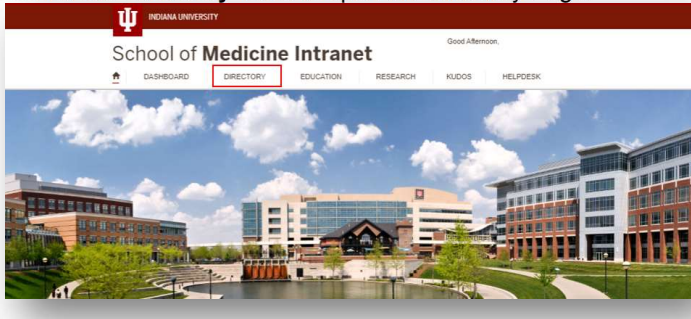 INDIANA UNIVERSITY
Good Afternoon,
School of Medicine Intranet
DASHBOARD DIRECTORY EDUCATION RESEARCH KUDOS HELPDESK